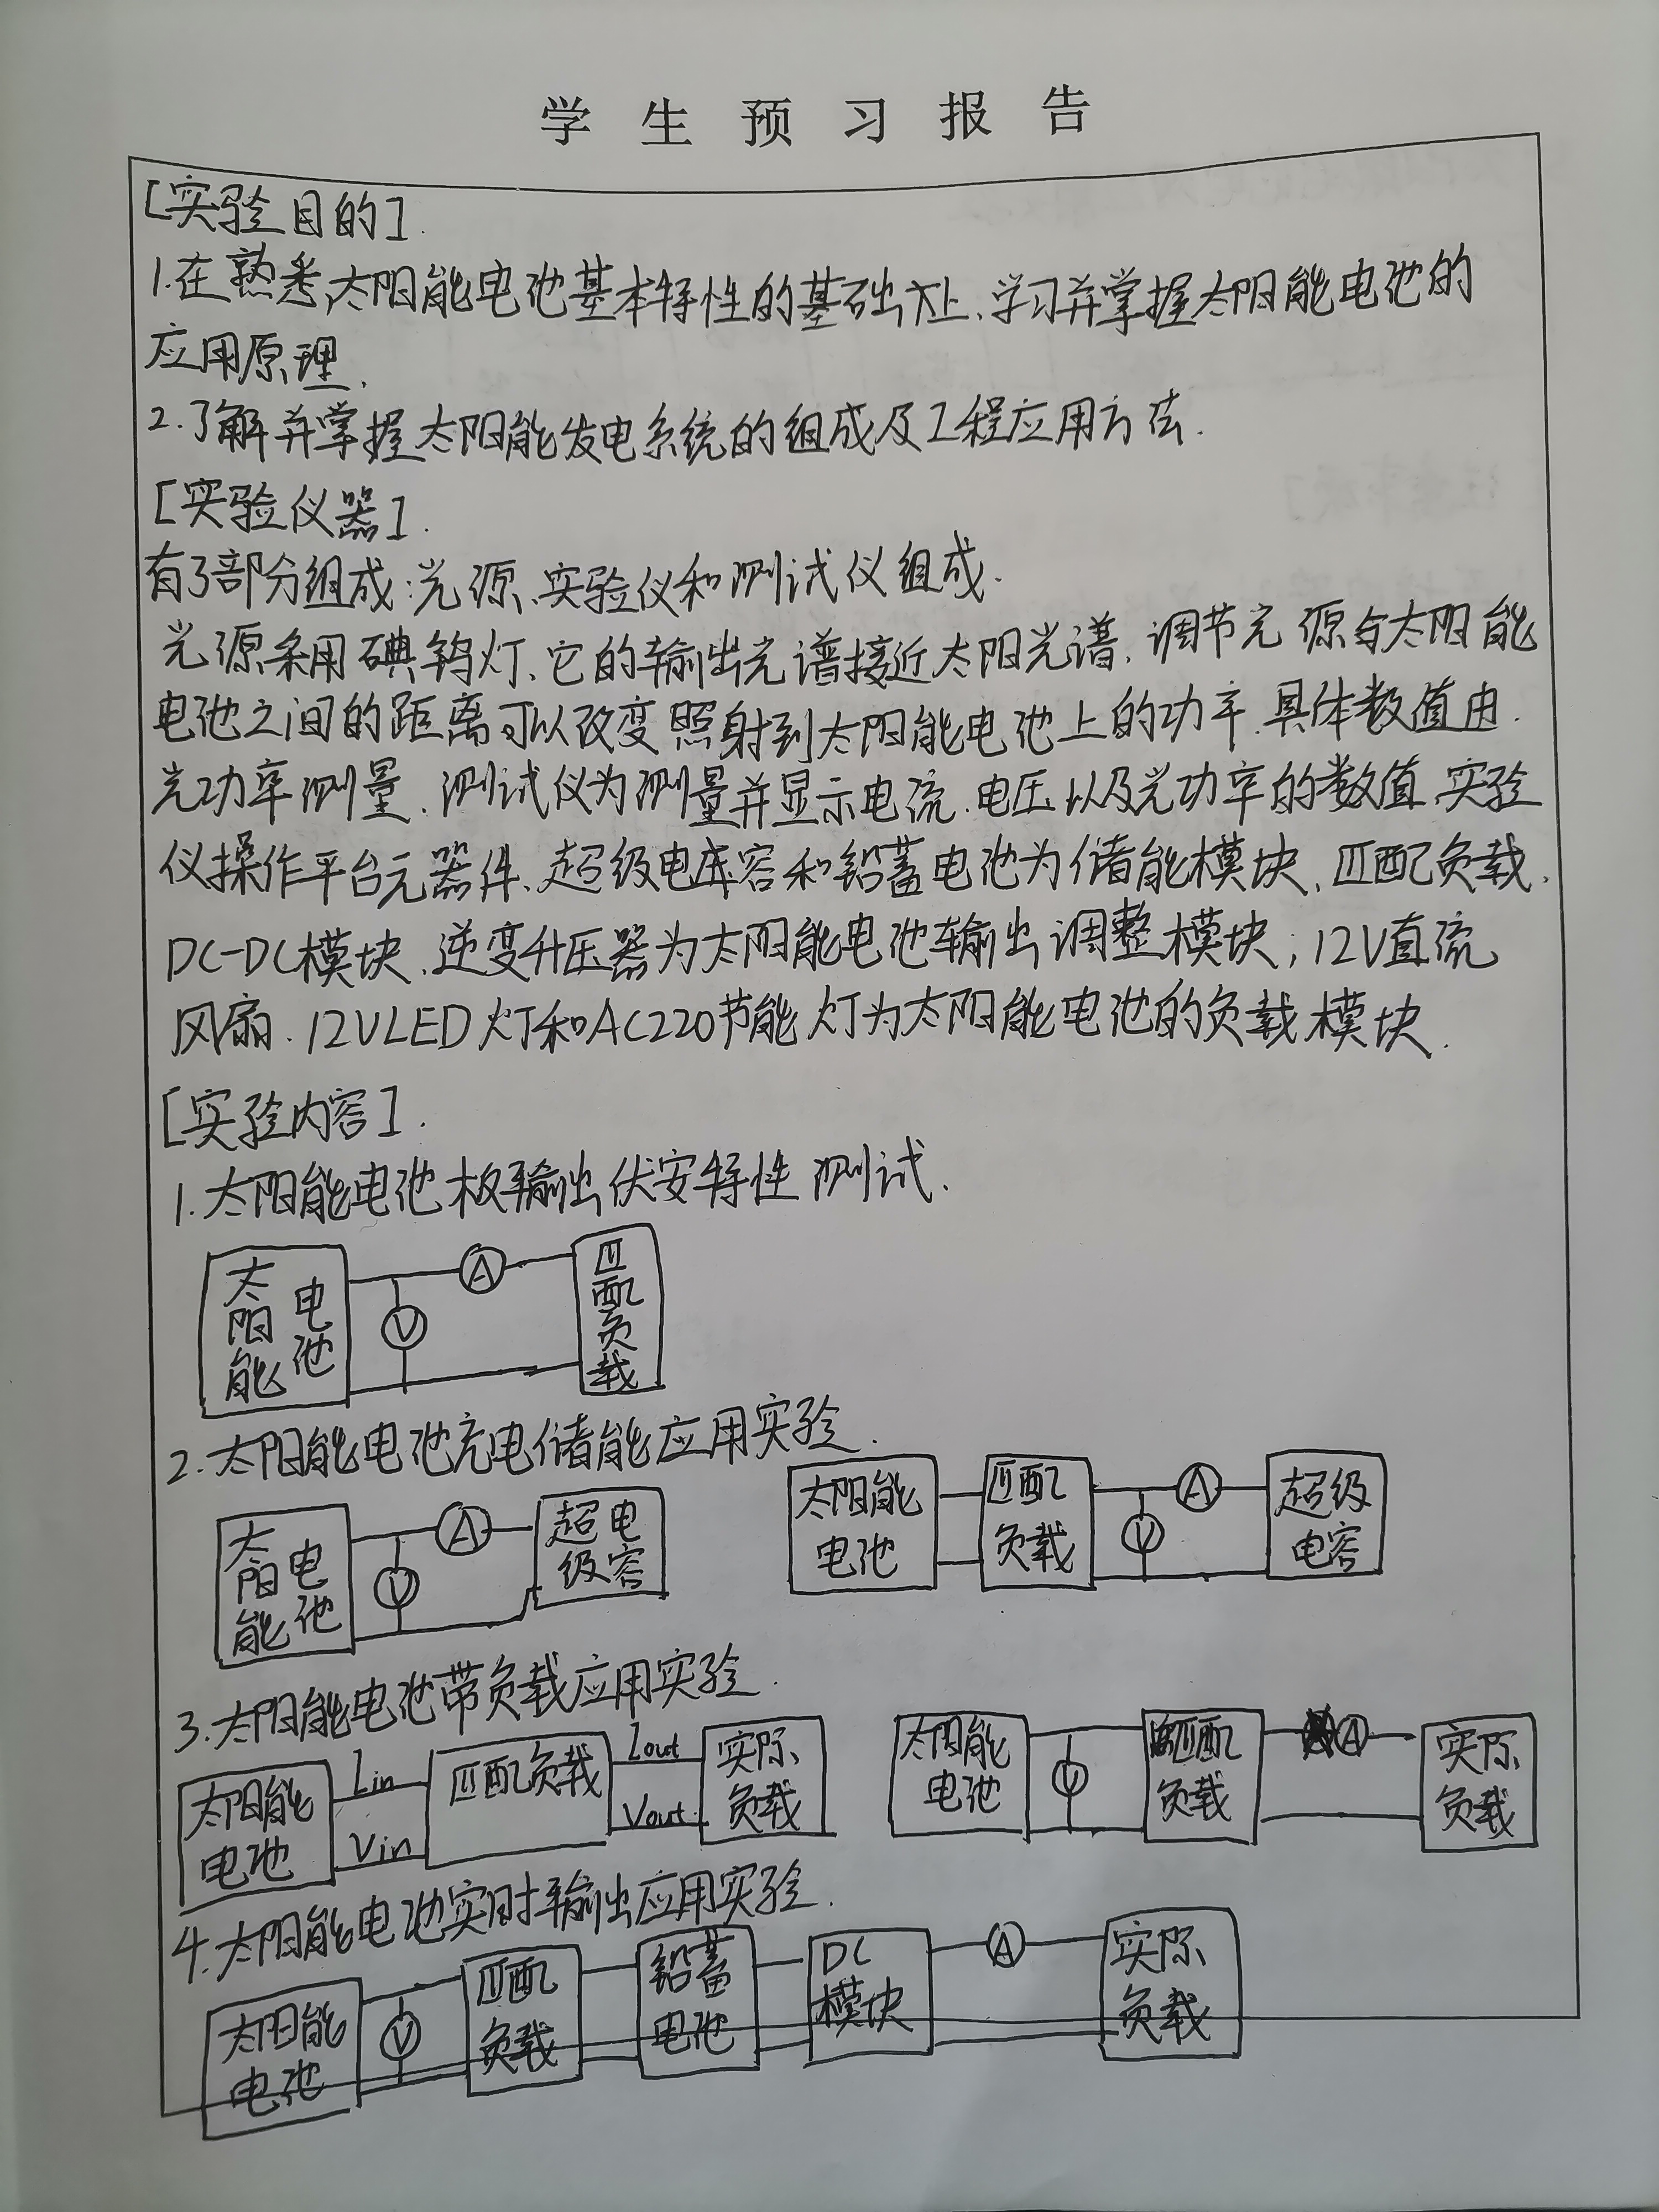 学生预习报告
[实验目的].
1.在熟悉太阳能电池基本特性的基础上、学习并掌握太阳能电池的
应用原理.
2.了解并掌握太阳能发电系统的组成及工程应用方法.
[实验仪器].
有3部分组成:光源、实验仪和测试仪组成.
光源采用碘钨灯、它的输出光谱接近太阳光谱.调节光源与太阳能
电池之间的距离可以改变照射到太阳能电池上的功率.具体数值由.
光功率测量.测试仪为测量并显示电流.电压以及光功率的数值.实验
仪操作平台元器件、超级电容和铅蓄电池为储能模块、匹配负载.
DC-DC模块、逆变升压器为太阳能电池输出调整模块;12V直流
风扇.12VLED灯和AC220节能灯为太阳能电池的负载模块.
[实验内容].
1.太阳能电池板输出伏安特性测试.
太阳能电池 V A 匹配负载
2.太阳能电池充电储能应用实验.
太阳能电池 V A 超级电容
太阳能电池 匹配负载 V A 超级电容
3.太阳能电池带负载应用实验.
太阳能电池 Iin Vin 匹配负载 Iout Vout 实际负载
太阳能电池 V 匹配负载 A 实际负载
4.太阳能电池实时输出应用实验.
太阳能电池 V 匹配负载 铅蓄电池 DC模块 A 实际负载